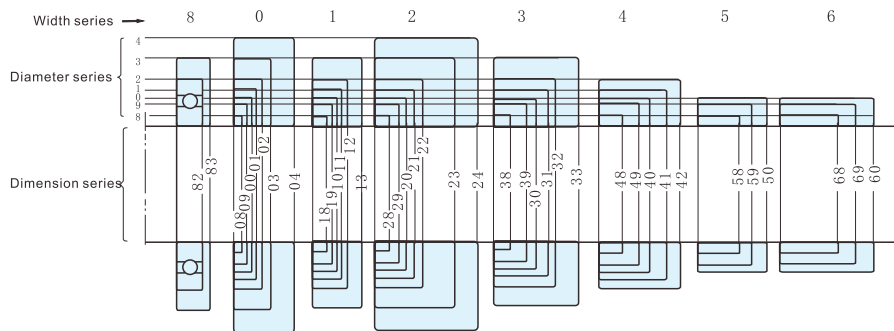 Width series 8 0 1 2 3 4 5 6
Diameter series
4
3
2
1
0
9
8
Dimension series
82 83 08 09 00 01 02 03 04 18 19 10 11 12 13 28 29 20 21 22 23 24 38 39 30 31 32 33 48 49 40 41 42 58 59 50 68 69 60